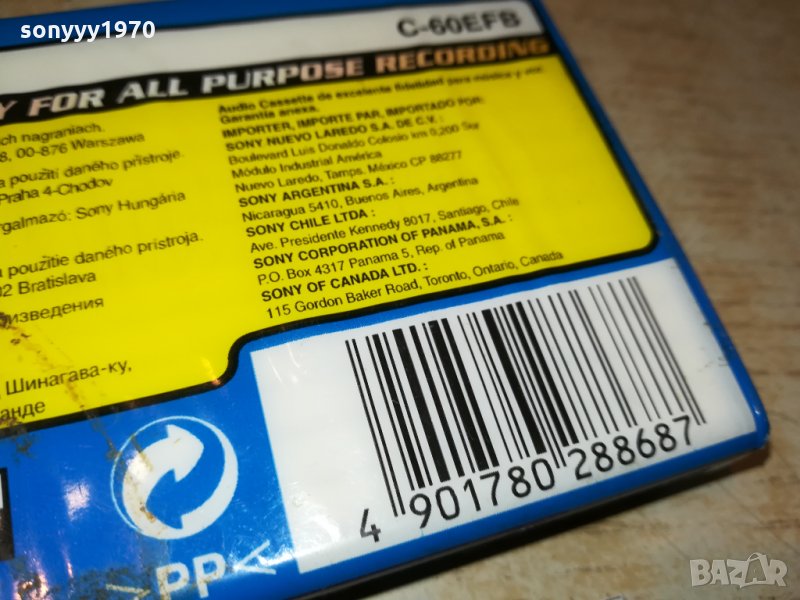 sonyyy1970
C-60EFB
FOR ALL PURPOSE RECORDING
ch nagraniach.
8, 00-876 Warszawa
a použití daného přístroje.
Praha 4-Chodov
rgalmazó: Sony Hungária
a použitie daného prístroja.
02 Bratislava
оизведения
Шинагава-ку,
анде
Audio Cassette de excelente fidelidad para música y voz.
Garantía anexa.
IMPORTER, IMPORTE PAR, IMPORTADO POR:
SONY NUEVO LAREDO S.A. DE C.V.:
Boulevard Luis Donaldo Colosio km 0,200 Sur
Módulo Industrial América
Nuevo Laredo, Tamps. México CP 88277
SONY ARGENTINA S.A.:
Nicaragua 5410, Buenos Aires, Argentina
SONY CHILE LTDA:
Ave. Presidente Kennedy 8017, Santiago, Chile
SONY CORPORATION OF PANAMA, S.A.:
P.O. Box 4317 Panama 5, Rep. of Panama
SONY OF CANADA LTD.:
115 Gordon Baker Road, Toronto, Ontario, Canada
4 901780 288687
>PP<
BAZAR